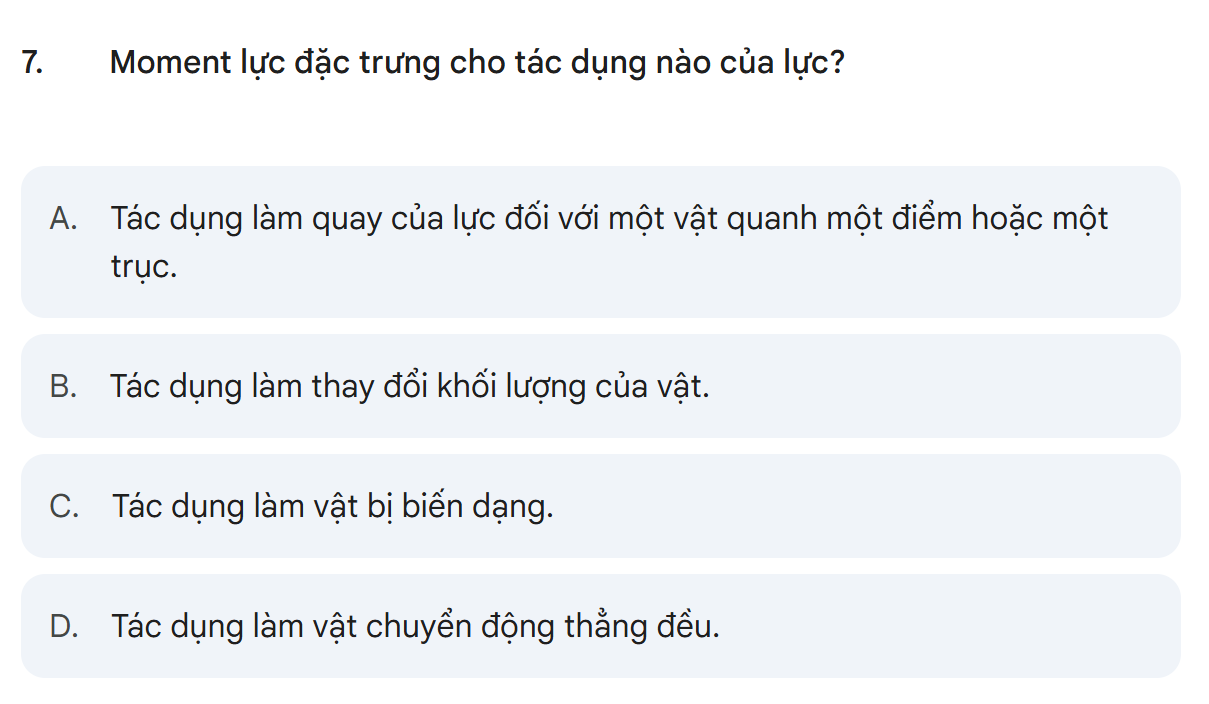 7. Moment lực đặc trưng cho tác dụng nào của lực?
A. Tác dụng làm quay của lực đối với một vật quanh một điểm hoặc một
trục.
B. Tác dụng làm thay đổi khối lượng của vật.
C. Tác dụng làm vật bị biến dạng.
D. Tác dụng làm vật chuyển động thẳng đều.